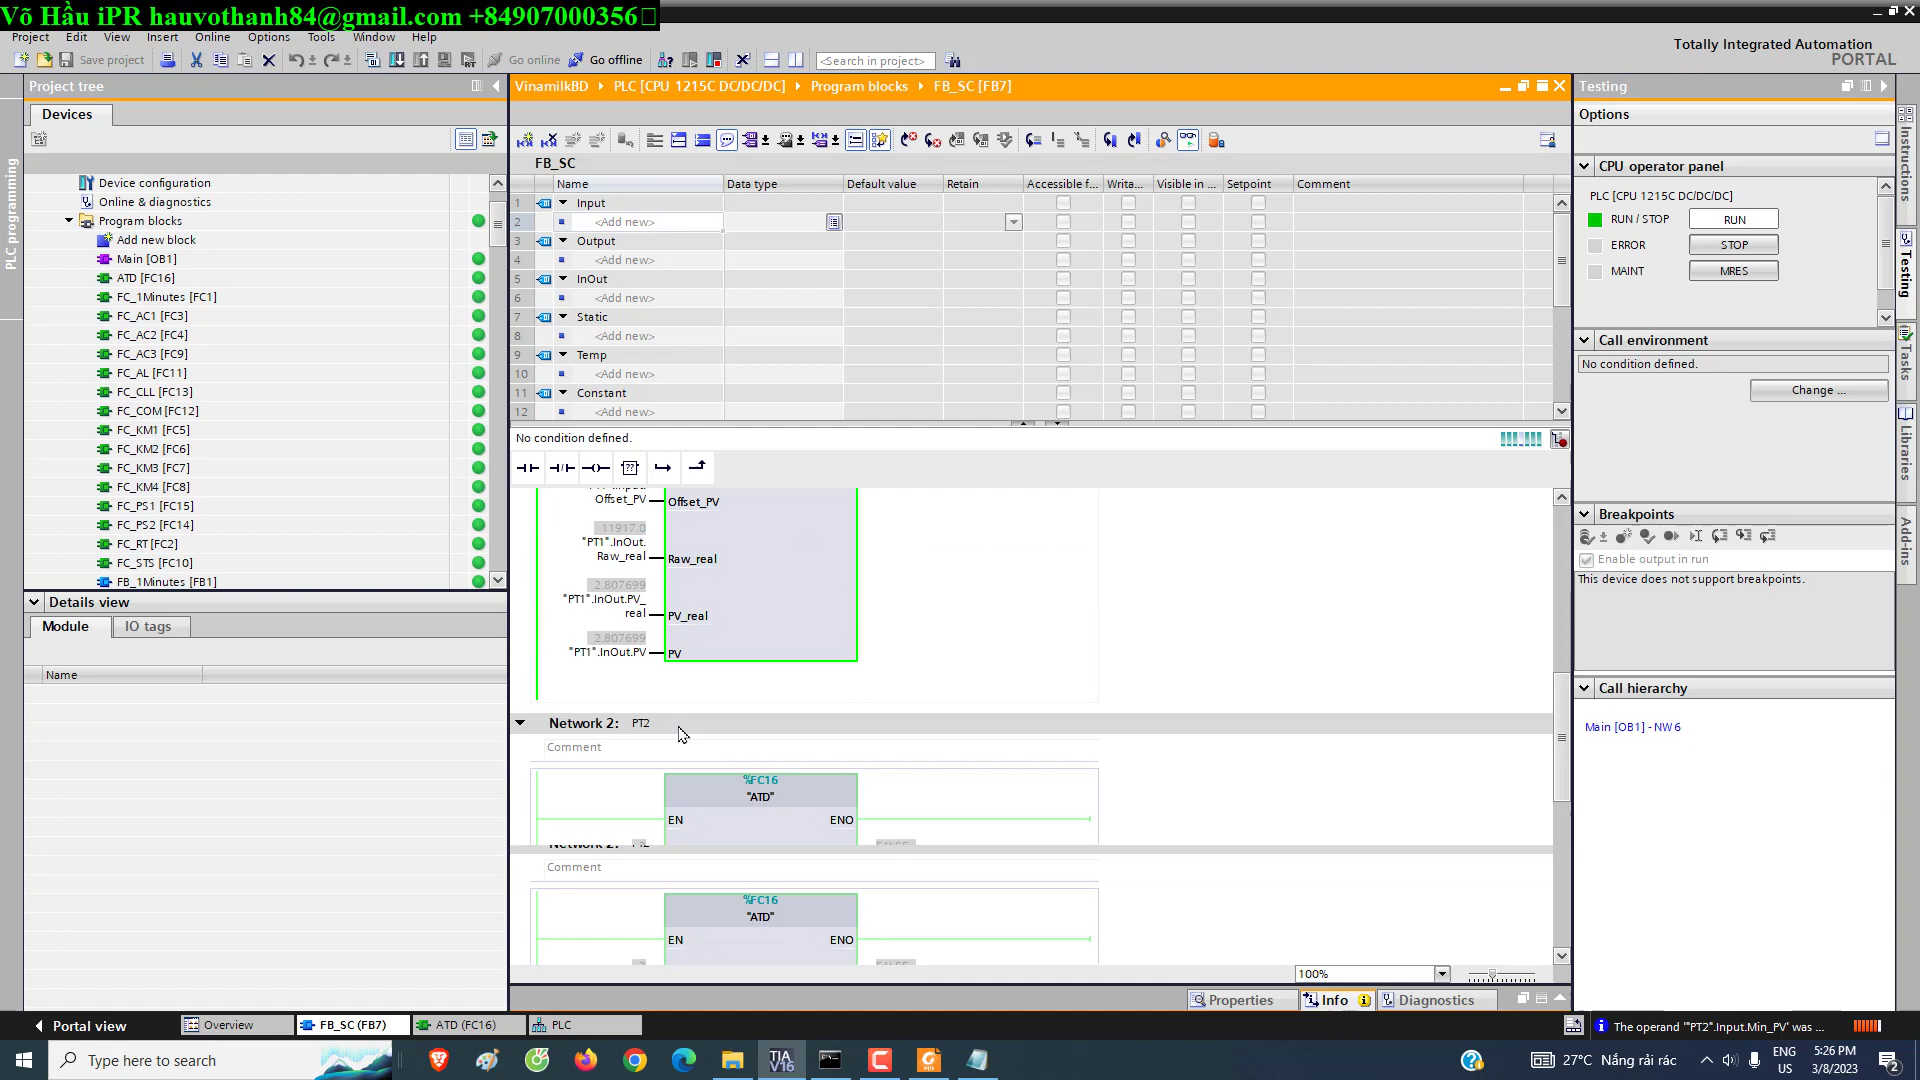 Võ Hầu iPR hauvothanh84@gmail.com +84907000356
Project Edit View Insert Online Options Tools Window Help
Totally Integrated Automation
PORTAL
Save project
Go online
Go offline
<Search in project>
Project tree
VinamilkBD PLC [CPU 1215C DC/DC/DC] Program blocks FB_SC [FB7]
Testing
Devices
Options
PLC programming
Device configuration
Online & diagnostics
Program blocks
Add new block
Main [OB1]
ATD [FC16]
FC_1Minutes [FC1]
FC_AC1 [FC3]
FC_AC2 [FC4]
FC_AC3 [FC9]
FC_AL [FC11]
FC_CLL [FC13]
FC_COM [FC12]
FC_KM1 [FC5]
FC_KM2 [FC6]
FC_KM3 [FC7]
FC_KM4 [FC8]
FC_PS1 [FC15]
FC_PS2 [FC14]
FC_RT [FC2]
FC_STS [FC10]
FB_1Minutes [FB1]
Details view
Module
IO tags
Name
FB_SC
Name Data type Default value Retain Accessible f... Writa... Visible in ... Setpoint Comment
1 Input
2 <Add new>
3 Output
4 <Add new>
5 InOut
6 <Add new>
7 Static
8 <Add new>
9 Temp
10 <Add new>
11 Constant
12 <Add new>
No condition defined.
Offset_PV
Offset_PV
11917.0
"PT1".InOut.
Raw_real
Raw_real
2.807699
"PT1".InOut.PV_
real
PV_real
2.807699
"PT1".InOut.PV
PV
Network 2: PT2
Comment
%FC16
"ATD"
EN
ENO
Comment
%FC16
"ATD"
EN
ENO
100%
Properties
Info
Diagnostics
CPU operator panel
PLC [CPU 1215C DC/DC/DC]
RUN / STOP
RUN
ERROR
STOP
MAINT
MRES
Call environment
No condition defined.
Change ...
Breakpoints
Enable output in run
This device does not support breakpoints.
Call hierarchy
Main [OB1] - NW 6
Instructions
Testing
Tasks
Libraries
Add-ins
Portal view
Overview
FB_SC (FB7)
ATD (FC16)
PLC
The operand '"PT2".Input.Min_PV' was ...
Type here to search
TIA
V16
27°C Nắng rải rác
ENG
US
5:26 PM
3/8/2023
2